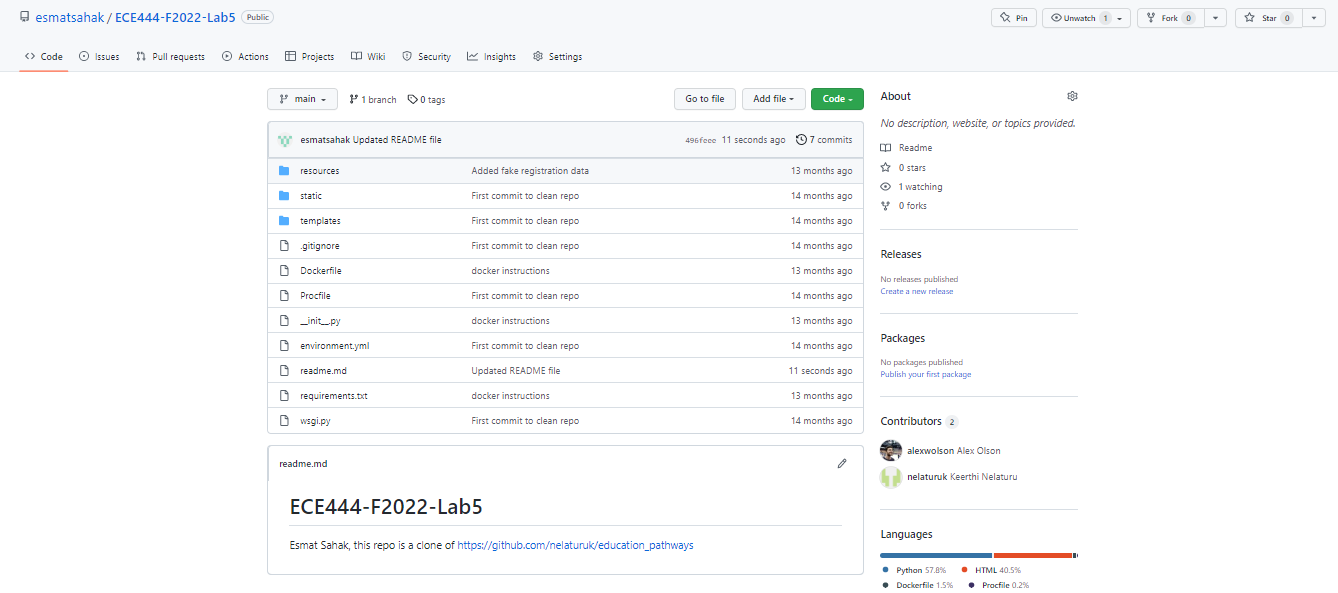 esmatsahak / ECE444-F2022-Lab5 Public
Pin Unwatch 1 Fork 0 Star 0
Code Issues Pull requests Actions Projects Wiki Security Insights Settings
main 1 branch 0 tags Go to file Add file Code
esmatsahak Updated README file 496feee 11 seconds ago 7 commits
resources Added fake registration data 13 months ago
static First commit to clean repo 14 months ago
templates First commit to clean repo 14 months ago
.gitignore First commit to clean repo 14 months ago
Dockerfile docker instructions 13 months ago
Procfile First commit to clean repo 14 months ago
__init__.py docker instructions 13 months ago
environment.yml First commit to clean repo 14 months ago
readme.md Updated README file 11 seconds ago
requirements.txt docker instructions 13 months ago
wsgi.py First commit to clean repo 14 months ago
readme.md
ECE444-F2022-Lab5
Esmat Sahak, this repo is a clone of https://github.com/nelaturuk/education_pathways
About
No description, website, or topics provided.
Readme
0 stars
1 watching
0 forks
Releases
No releases published
Create a new release
Packages
No packages published
Publish your first package
Contributors 2
alexwolson Alex Olson
nelaturuk Keerthi Nelaturu
Languages
Python 57.8% HTML 40.5%
Dockerfile 1.5% Procfile 0.2%